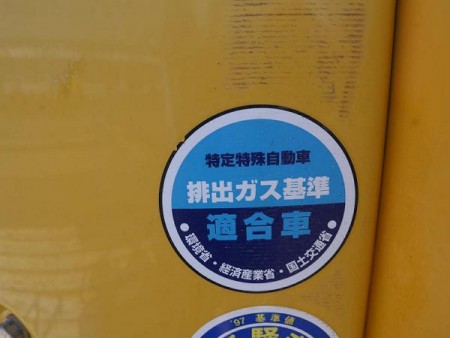 特定特殊自動車
排出ガス基準
適合車
●環境省・経済産業省・国土交通省●
'97 基準値